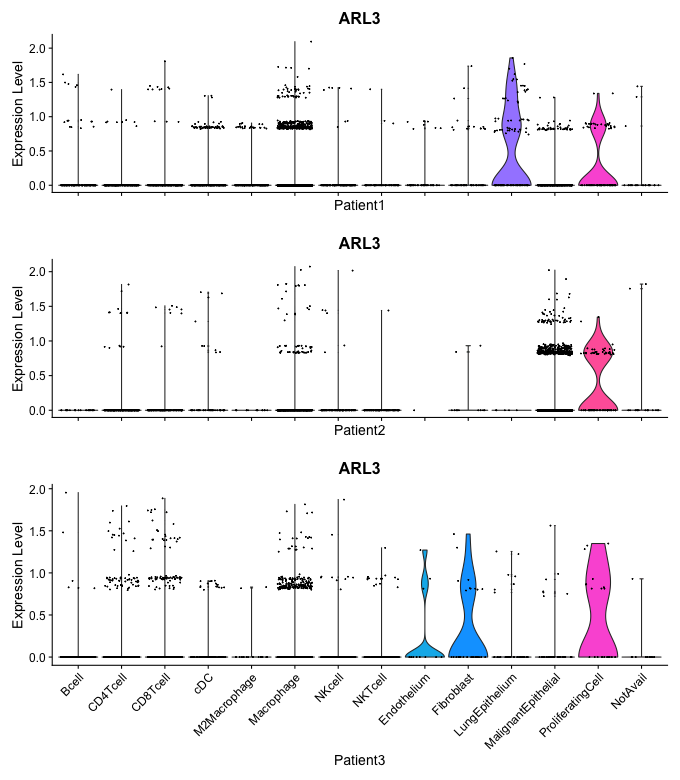 ARL3
Expression Level
2.0
1.5
1.0
0.5
0.0
Patient1
ARL3
Expression Level
2.0
1.5
1.0
0.5
0.0
Patient2
ARL3
Expression Level
2.0
1.5
1.0
0.5
0.0
Bcell
CD4Tcell
CD8Tcell
cDC
M2Macrophage
Macrophage
NKcell
NKTcell
Endothelium
Fibroblast
LungEpithelium
MalignantEpithelial
ProliferatingCell
NotAvail
Patient3